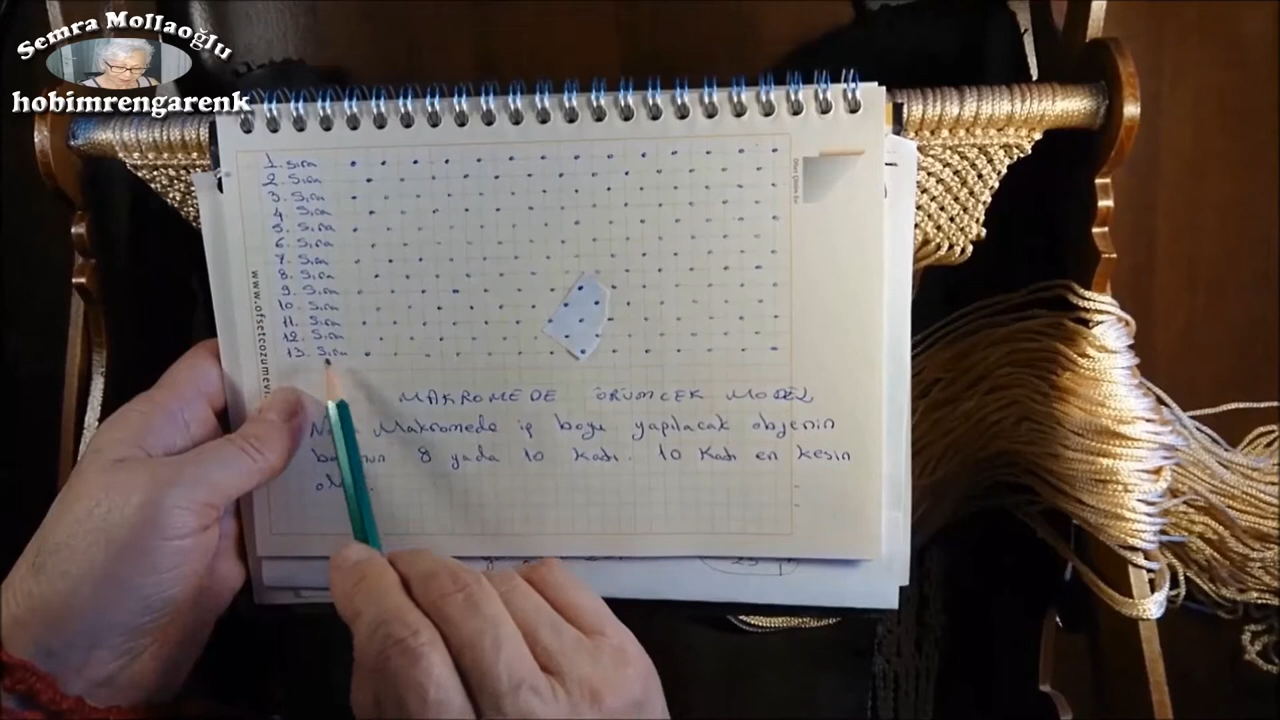 Semra Mollaoğlu
hobimrengarenk
1. Sıra
2. Sıra
3. Sıra
4. Sıra
5. Sıra
6. Sıra
7. Sıra
8. Sıra
9. Sıra
10. Sıra
11. Sıra
12. Sıra
13. Sıra
www.ofsetcozumevi.
MAKROMEDE ÖRÜMCEK MODEL
Makromede ip boyu yapılacak objenin
8 yada 10 Katı. 10 Katı en kesin